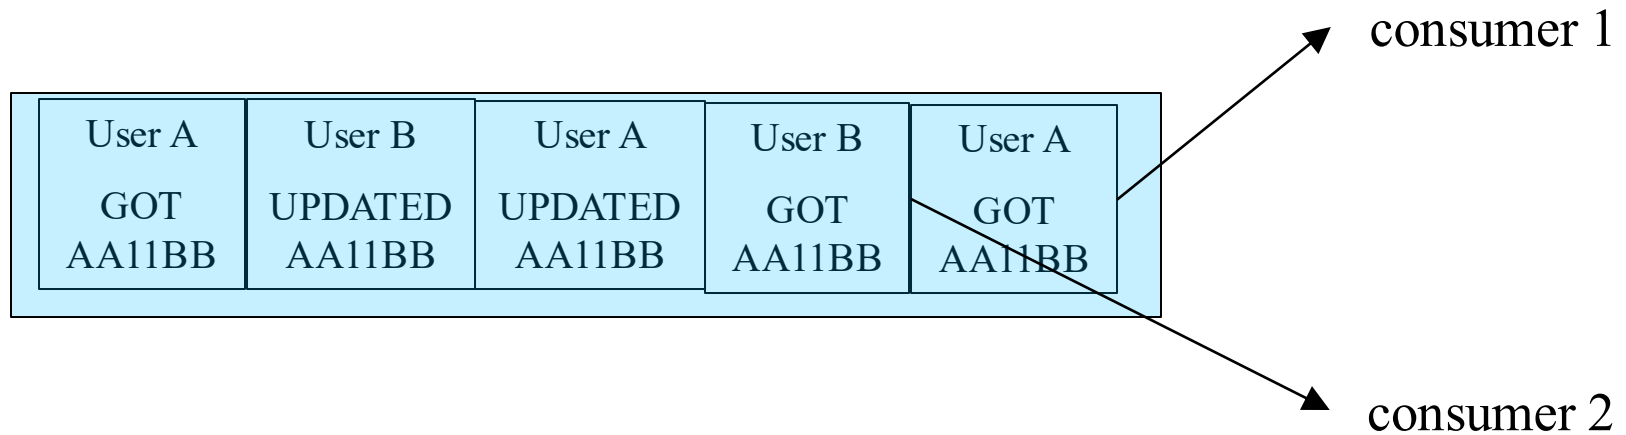 consumer 1
User A
GOT
AA11BB
User B
UPDATED
AA11BB
User A
UPDATED
AA11BB
User B
GOT
AA11BB
User A
GOT
AA11BB
consumer 2